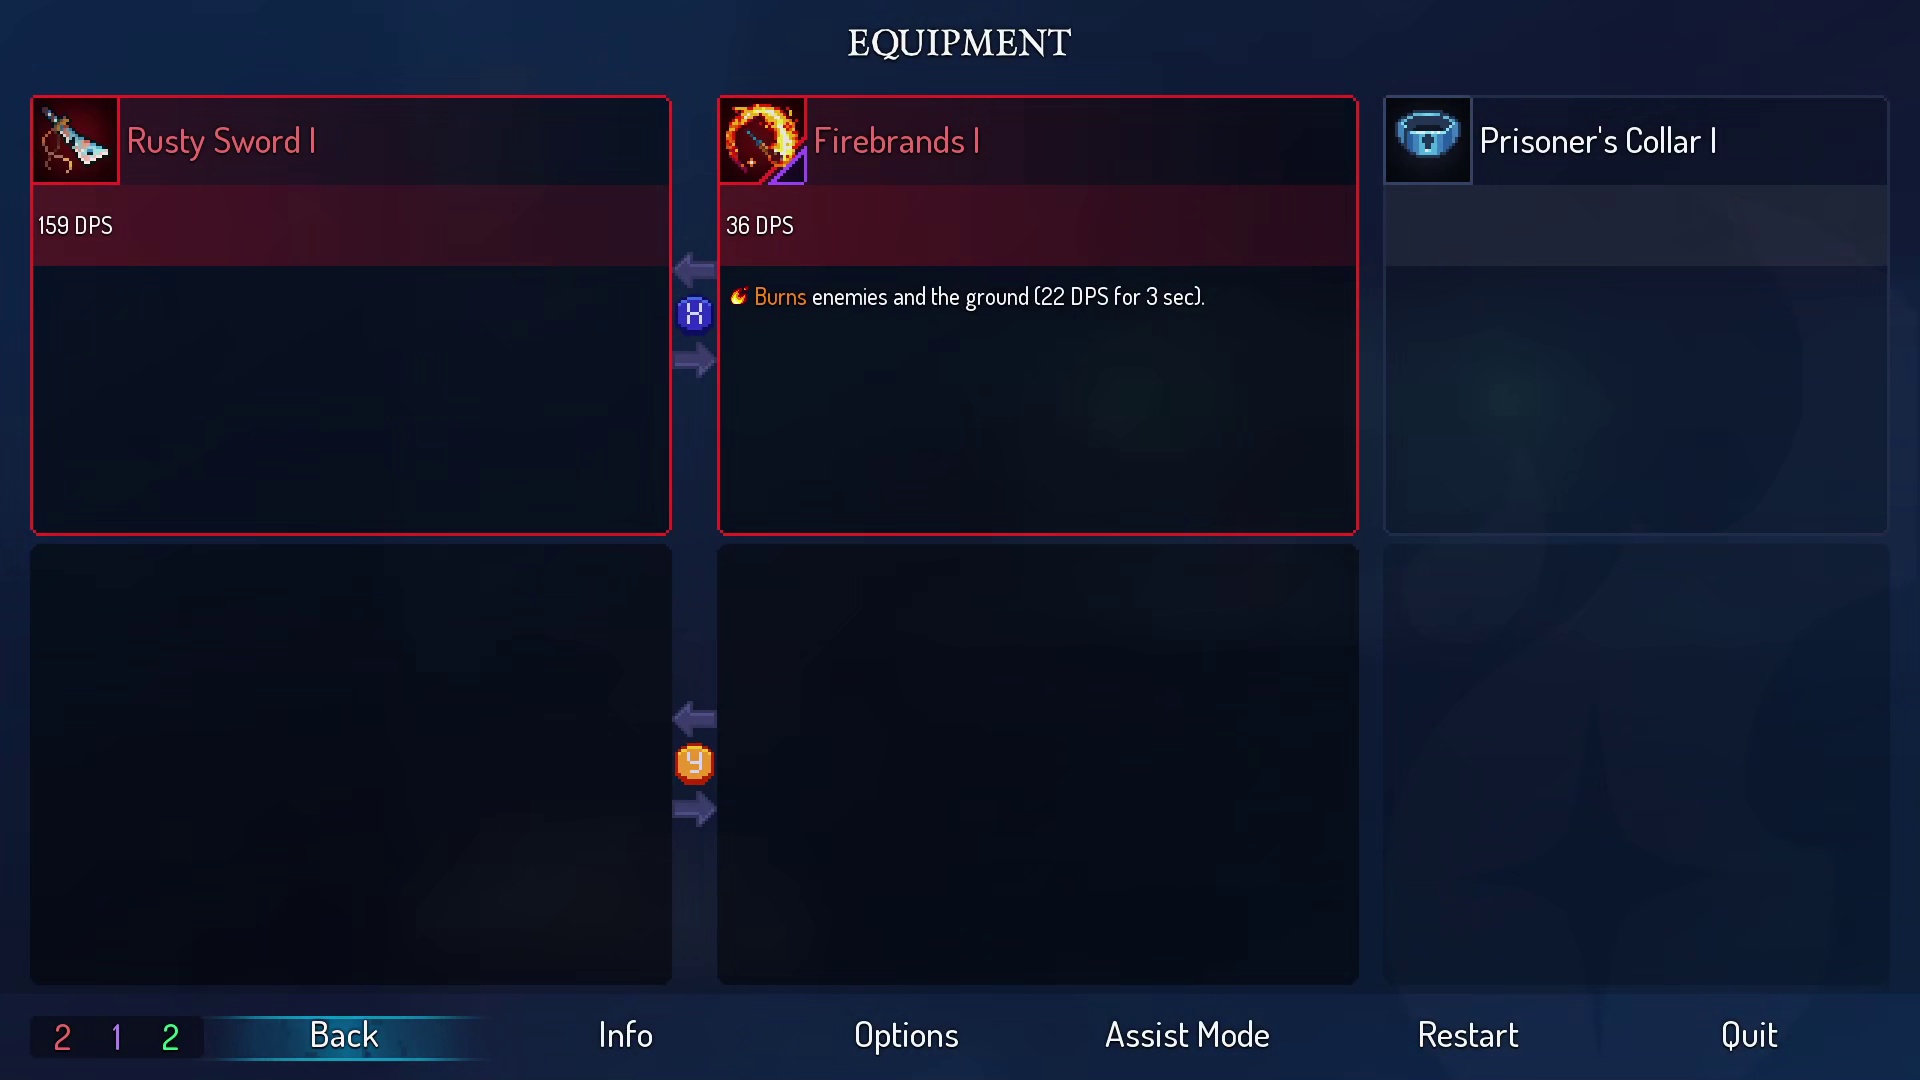 EQUIPMENT
Rusty Sword I
159 DPS
Firebrands I
36 DPS
Burns enemies and the ground (22 DPS for 3 sec).
Prisoner's Collar I
X
Y
2 1 2 Back Info Options Assist Mode Restart Quit